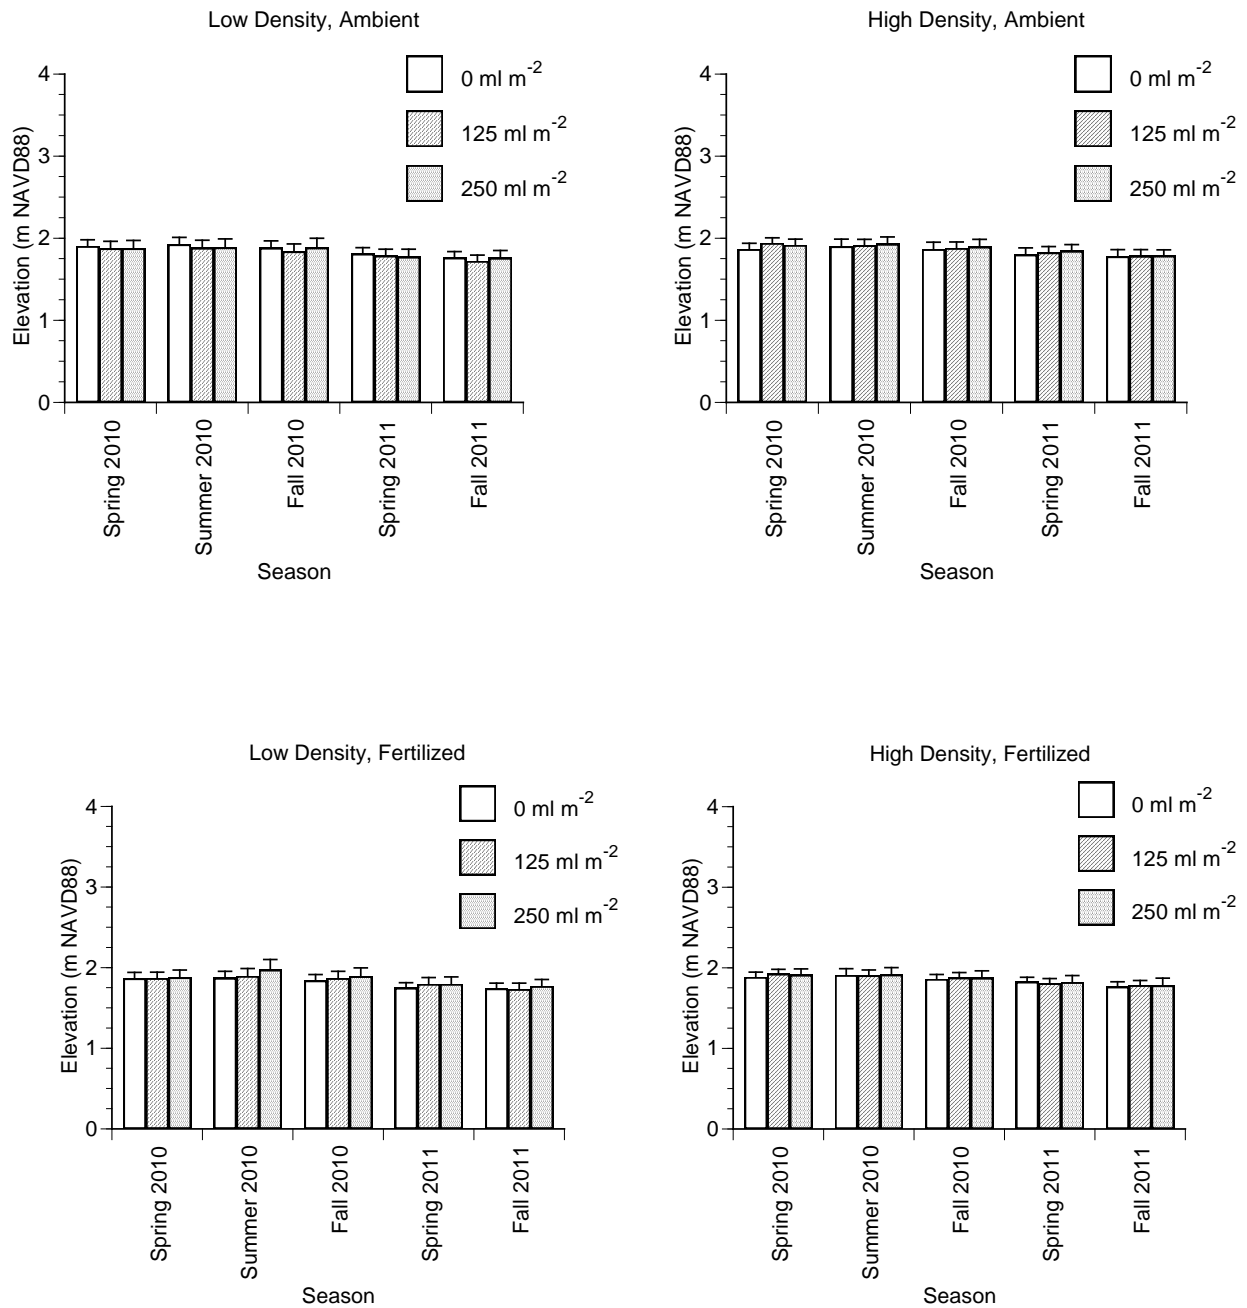 Low Density, Ambient
0 ml m-2
125 ml m-2
250 ml m-2
Elevation (m NAVD88)
4
3
2
1
0
Spring 2010
Summer 2010
Fall 2010
Spring 2011
Fall 2011
Season
High Density, Ambient
0 ml m-2
125 ml m-2
250 ml m-2
Elevation (m NAVD88)
4
3
2
1
0
Spring 2010
Summer 2010
Fall 2010
Spring 2011
Fall 2011
Season
Low Density, Fertilized
0 ml m-2
125 ml m-2
250 ml m-2
Elevation (m NAVD88)
4
3
2
1
0
Spring 2010
Summer 2010
Fall 2010
Spring 2011
Fall 2011
Season
High Density, Fertilized
0 ml m-2
125 ml m-2
250 ml m-2
Elevation (m NAVD88)
4
3
2
1
0
Spring 2010
Summer 2010
Fall 2010
Spring 2011
Fall 2011
Season